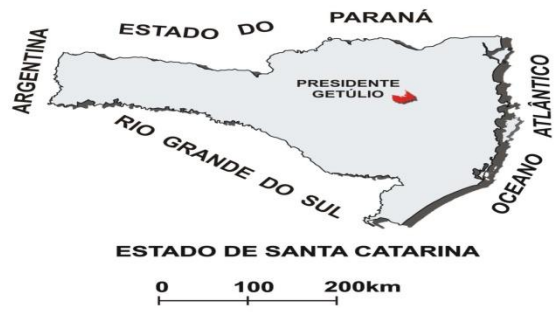 ESTADO DO PARANÁ
ARGENTINA
PRESIDENTE
GETÚLIO
OCEANO ATLÂNTICO
RIO GRANDE DO SUL
ESTADO DE SANTA CATARINA
0 100 200km